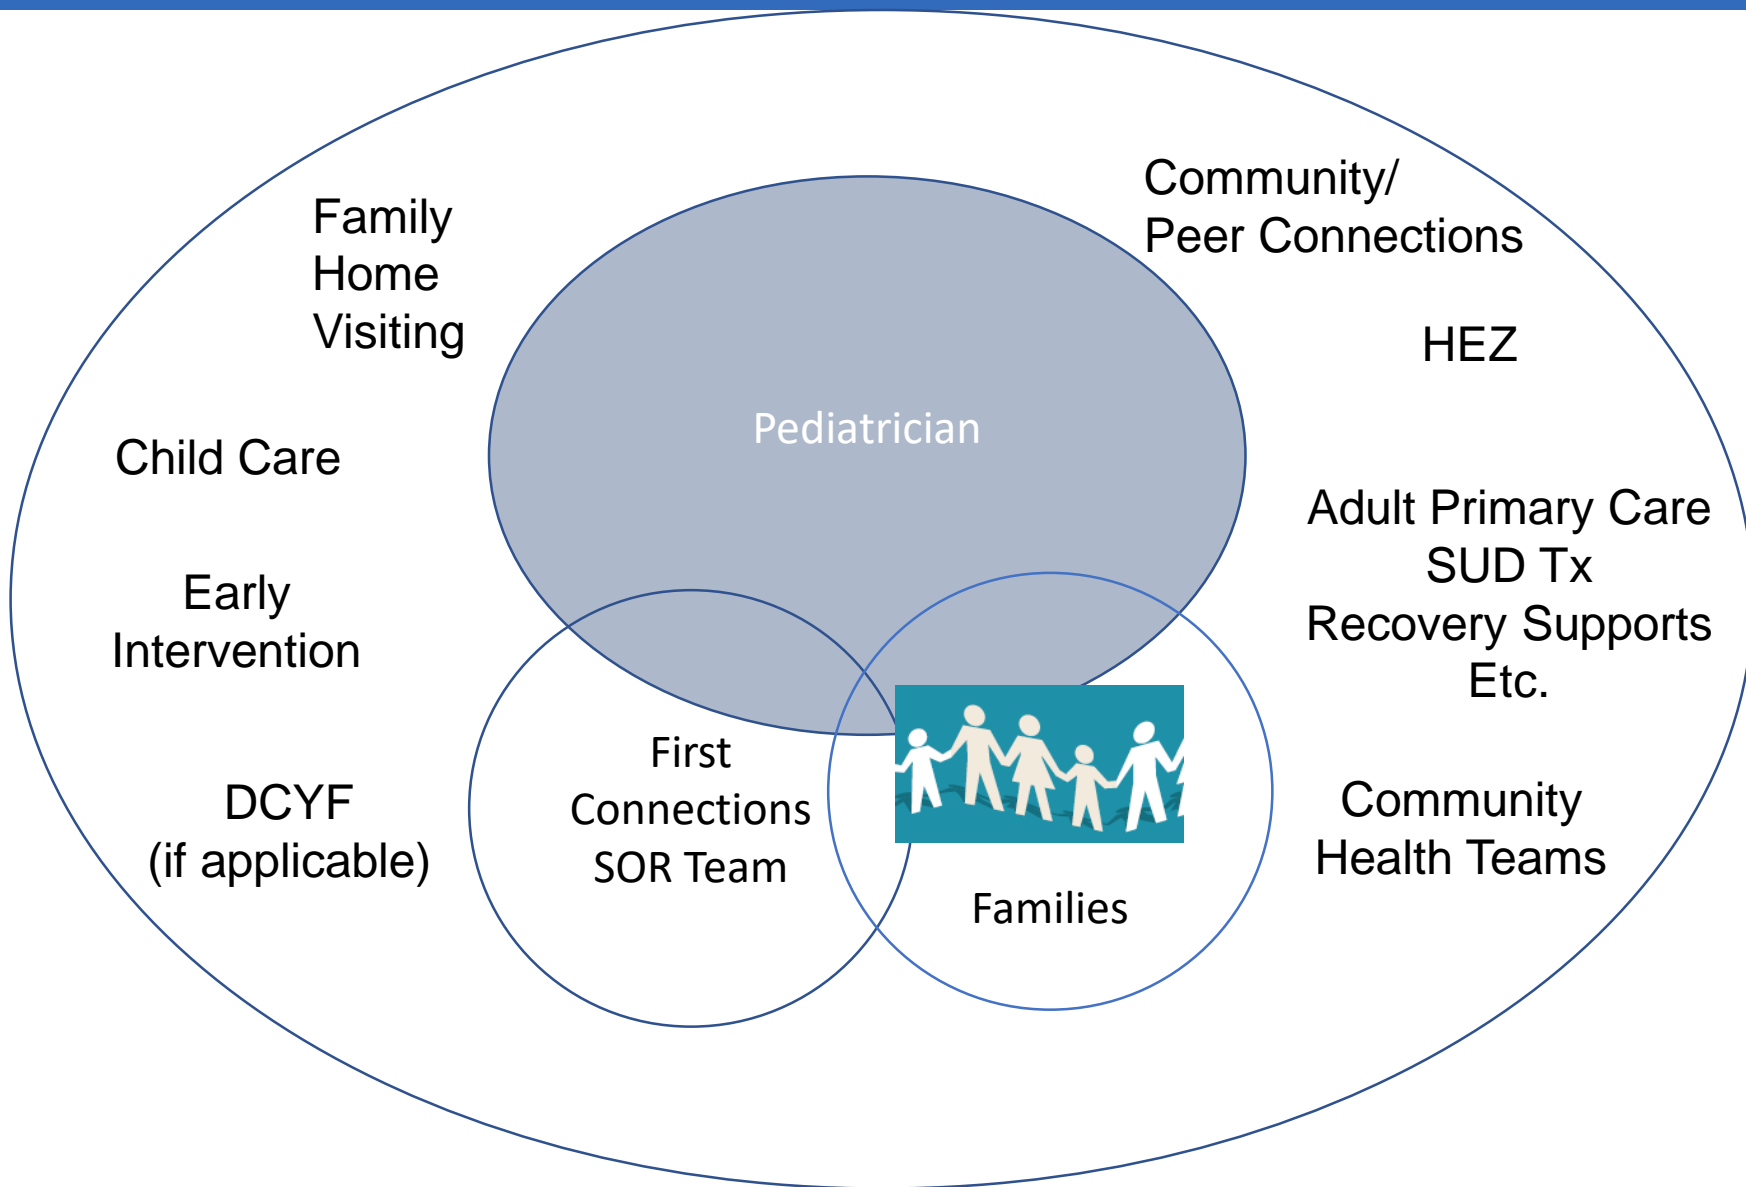 Family
Home
Visiting
Child Care
Early
Intervention
DCYF
(if applicable)
Pediatrician
First
Connections
SOR Team
Families
Community/
Peer Connections
HEZ
Adult Primary Care
SUD Tx
Recovery Supports
Etc.
Community
Health Teams